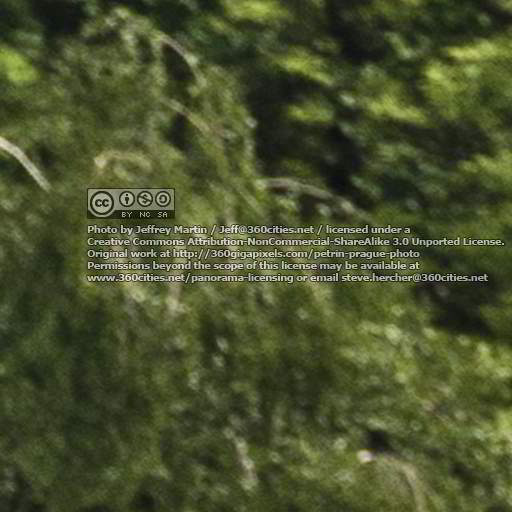 cc BY NC SA
Photo by Jeffrey Martin / Jeff@360cities.net / licensed under a
Creative Commons Attribution-NonCommercial-ShareAlike 3.0 Unported License.
Original work at http://360gigapixels.com/petrin-prague-photo
Permissions beyond the scope of this license may be available at
www.360cities.net/panorama-licensing or email steve.hercher@360cities.net